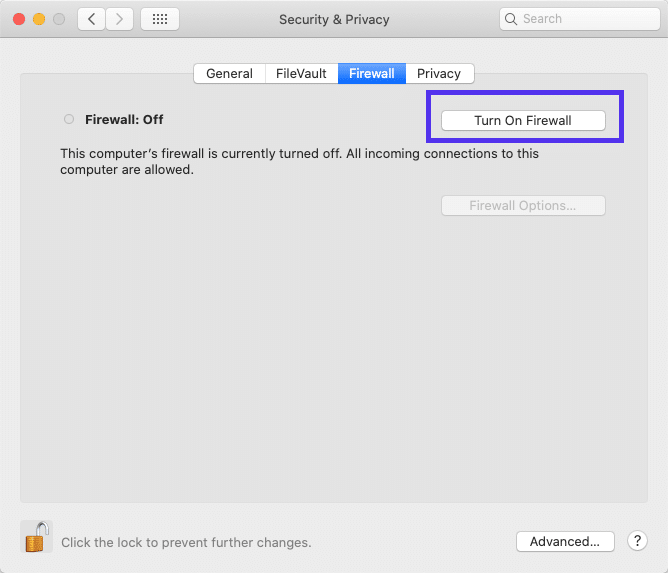 Security & Privacy
Search
General
FileVault
Firewall
Privacy
Firewall: Off
Turn On Firewall
This computer’s firewall is currently turned off. All incoming connections to this
computer are allowed.
Firewall Options...
Click the lock to prevent further changes.
Advanced...
?